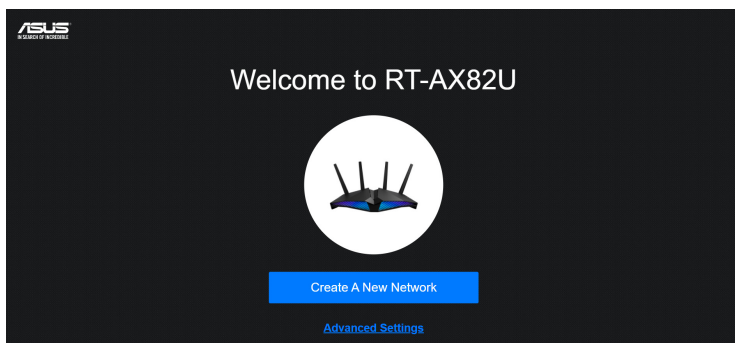 ASUS
IN SEARCH OF INCREDIBLE
Welcome to RT-AX82U
Create A New Network
Advanced Settings